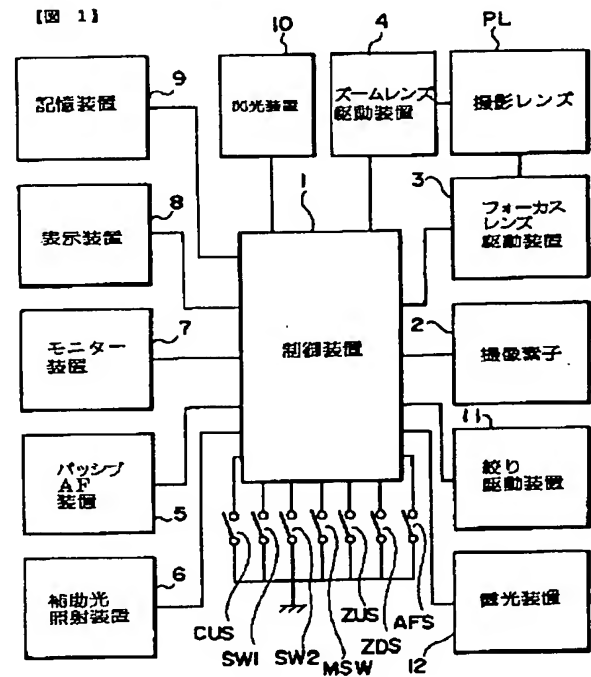 【図 1】
10
4
PL
9
記憶装置
閃光装置
ズームレンズ
駆動装置
撮影レンズ
8
表示装置
1
3
フォーカス
レンズ
駆動装置
7
モニター
装置
制御装置
2
撮像素子
パッシブ
AF
装置
5
11
絞り
駆動装置
6
補助光
照射装置
CUS
SW1
SW2
MSW
ZUS
ZDS
AFS
12